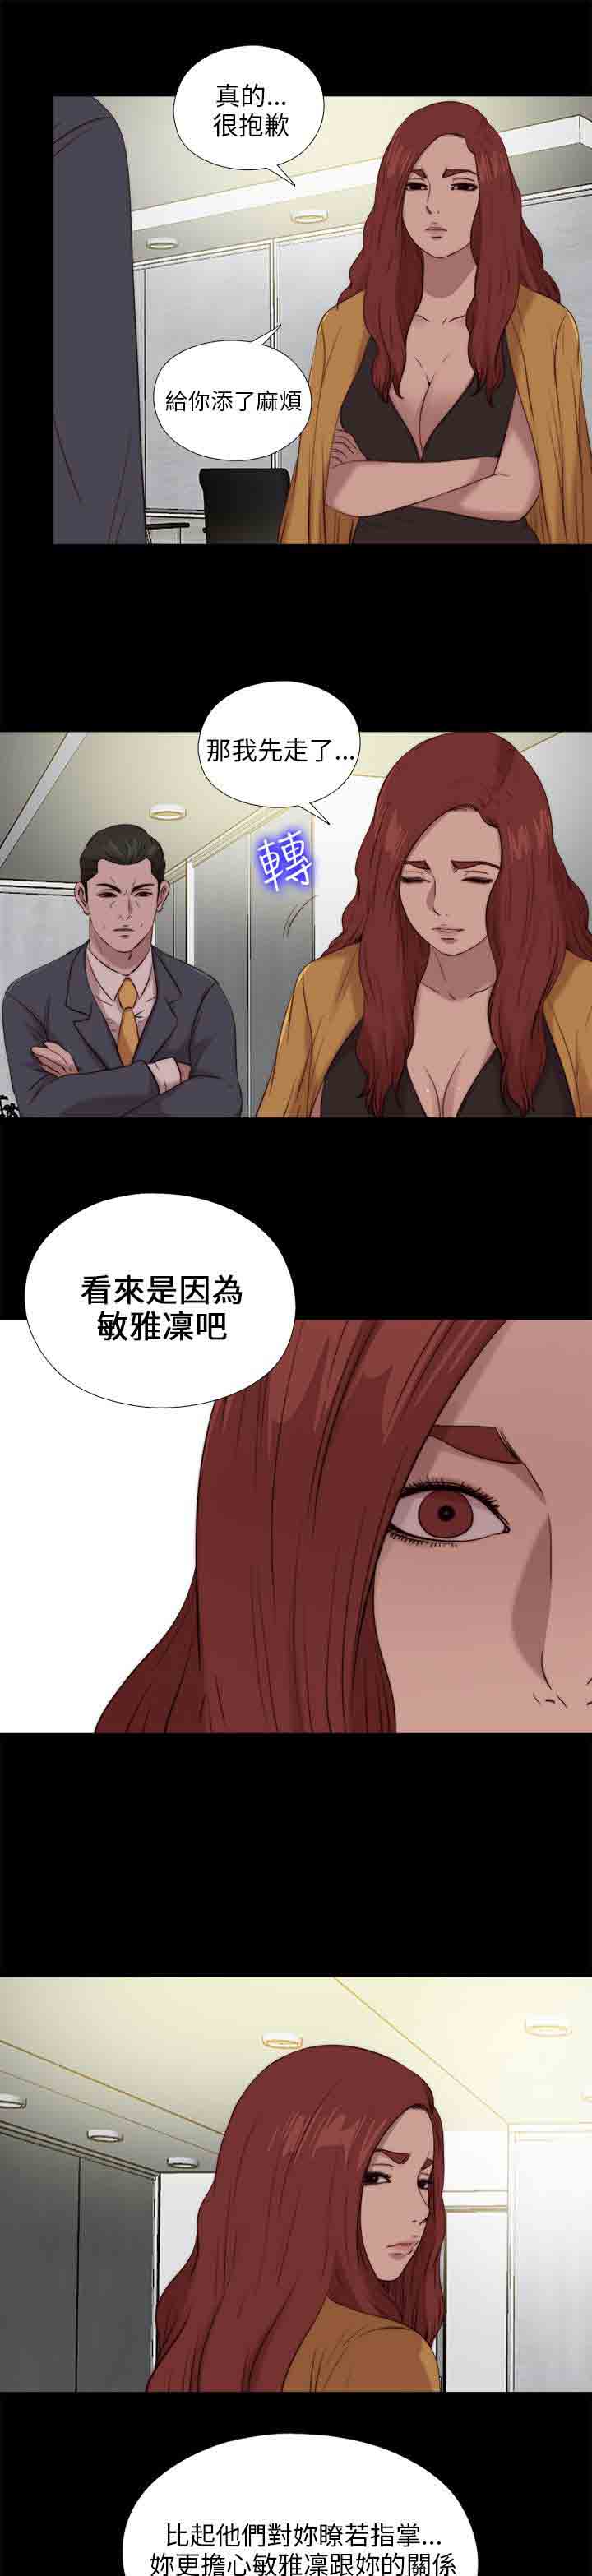 真的...
很抱歉
給你添了麻煩
那我先走了...
轉
看來是因為
敏雅凜吧
比起他們對妳瞭若指掌...
妳更擔心敏雅凜跟妳的關係